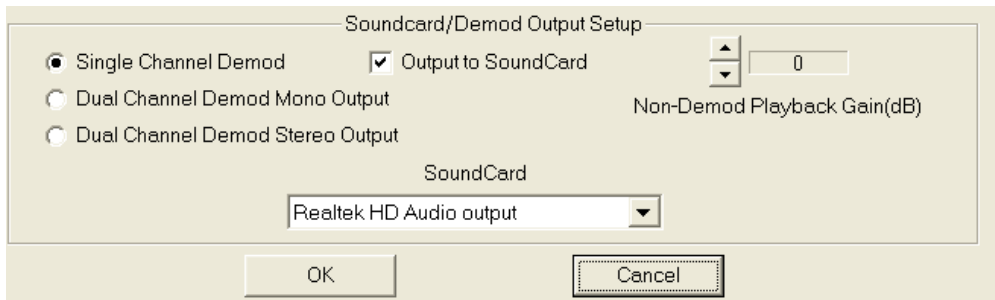 Soundcard/Demod Output Setup
Single Channel Demod
Output to SoundCard
0
Dual Channel Demod Mono Output
Non-Demod Playback Gain(dB)
Dual Channel Demod Stereo Output
SoundCard
Realtek HD Audio output
OK
Cancel